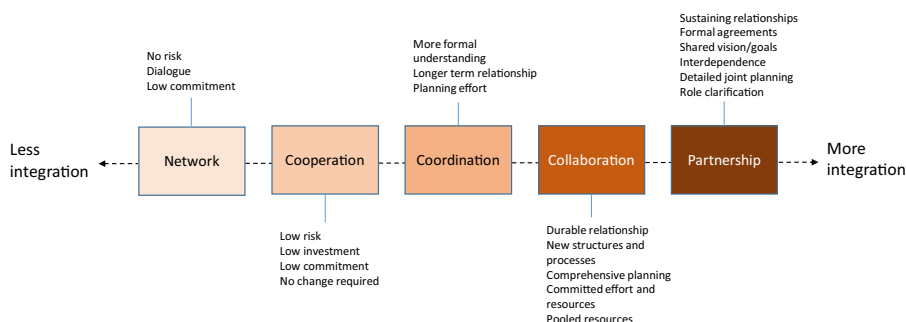 Sustaining relationships
Formal agreements
Shared vision/goals
Interdependence
Detailed joint planning
Role clarification
More formal
understanding
Longer term relationship
Planning effort
No risk
Dialogue
Low commitment
Less
integration
Network
Cooperation
Coordination
Collaboration
Partnership
More
integration
Low risk
Low investment
Low commitment
No change required
Durable relationship
New structures and
processes
Comprehensive planning
Committed effort and
resources
Pooled resources